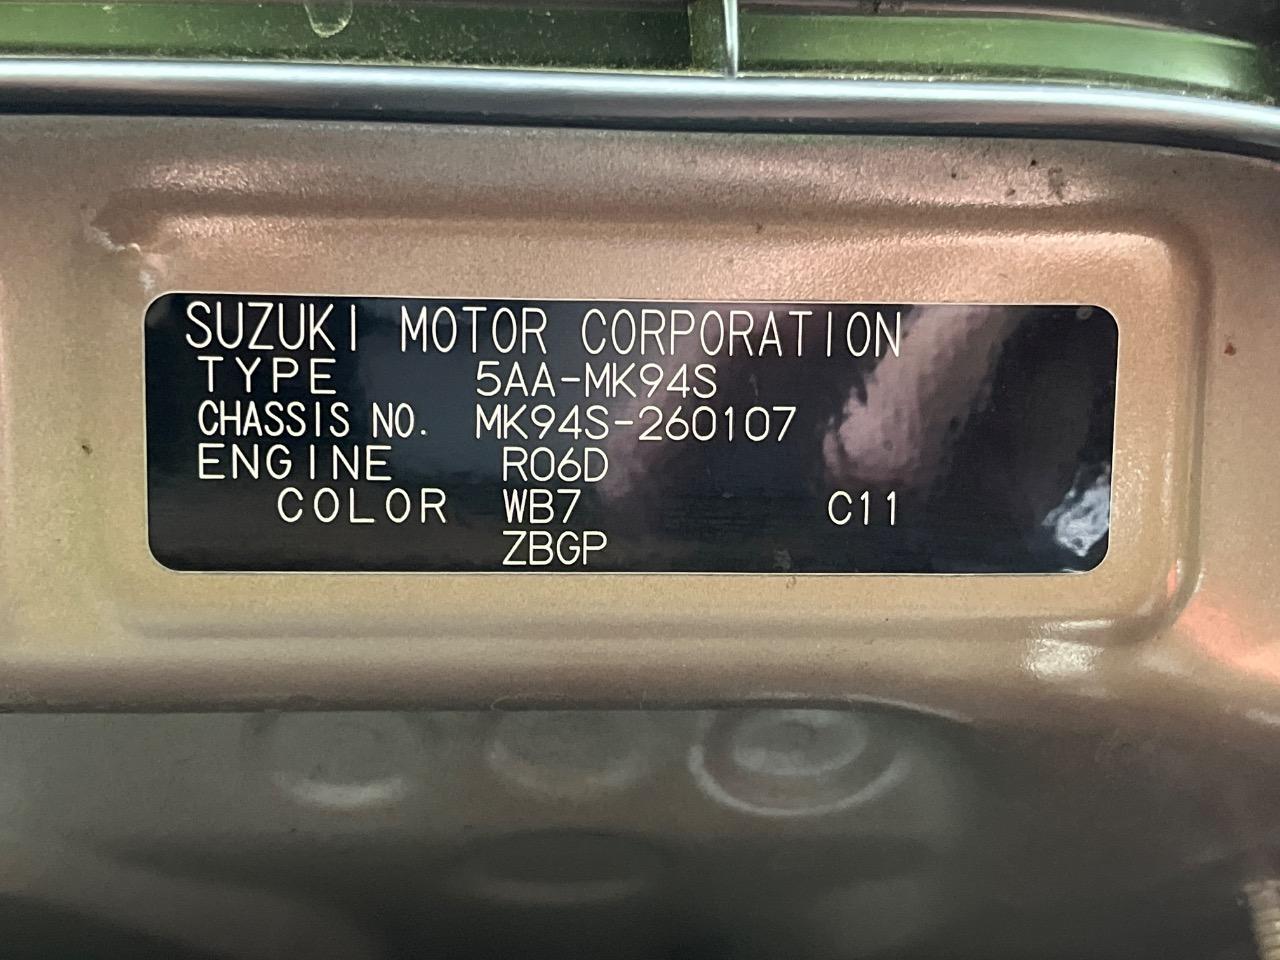 SUZUKI MOTOR CORPORATION
TYPE 5AA-MK94S
CHASSIS NO. MK94S-260107
ENGINE R06D
COLOR WB7 C11
ZBGP